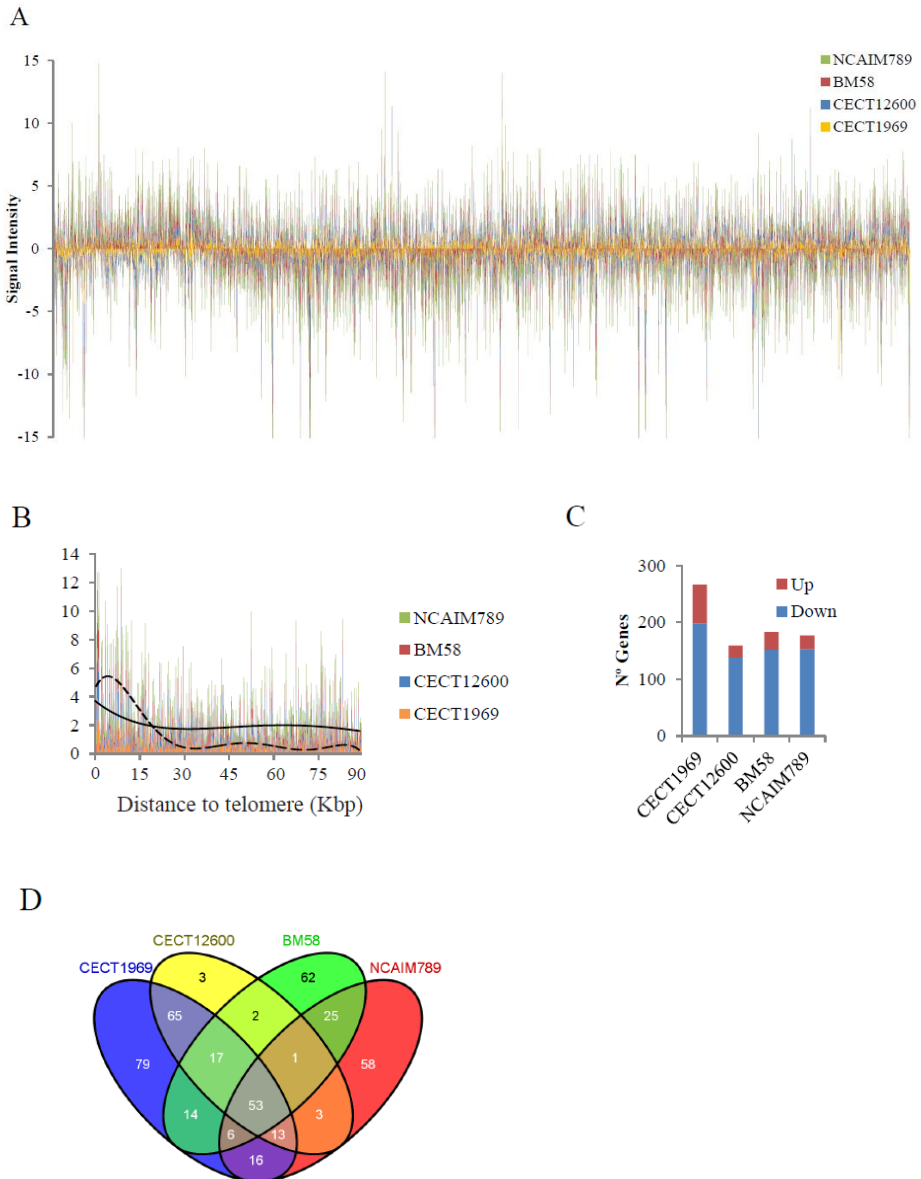 A
15
10
5
0
-5
-10
-15
Signal Intensity
NCAIM789
BM58
CECT12600
CECT1969
B
14
12
10
8
6
4
2
0
0 15 30 45 60 75 90
Distance to telomere (Kbp)
NCAIM789
BM58
CECT12600
CECT1969
C
300
200
100
0
Nº Genes
Up
Down
CECT1969
CECT12600
BM58
NCAIM789
D
CECT12600 BM58
CECT1969 NCAIM789
3 62
65 2 25
79 17 1 58
14 53 3
6 13
16